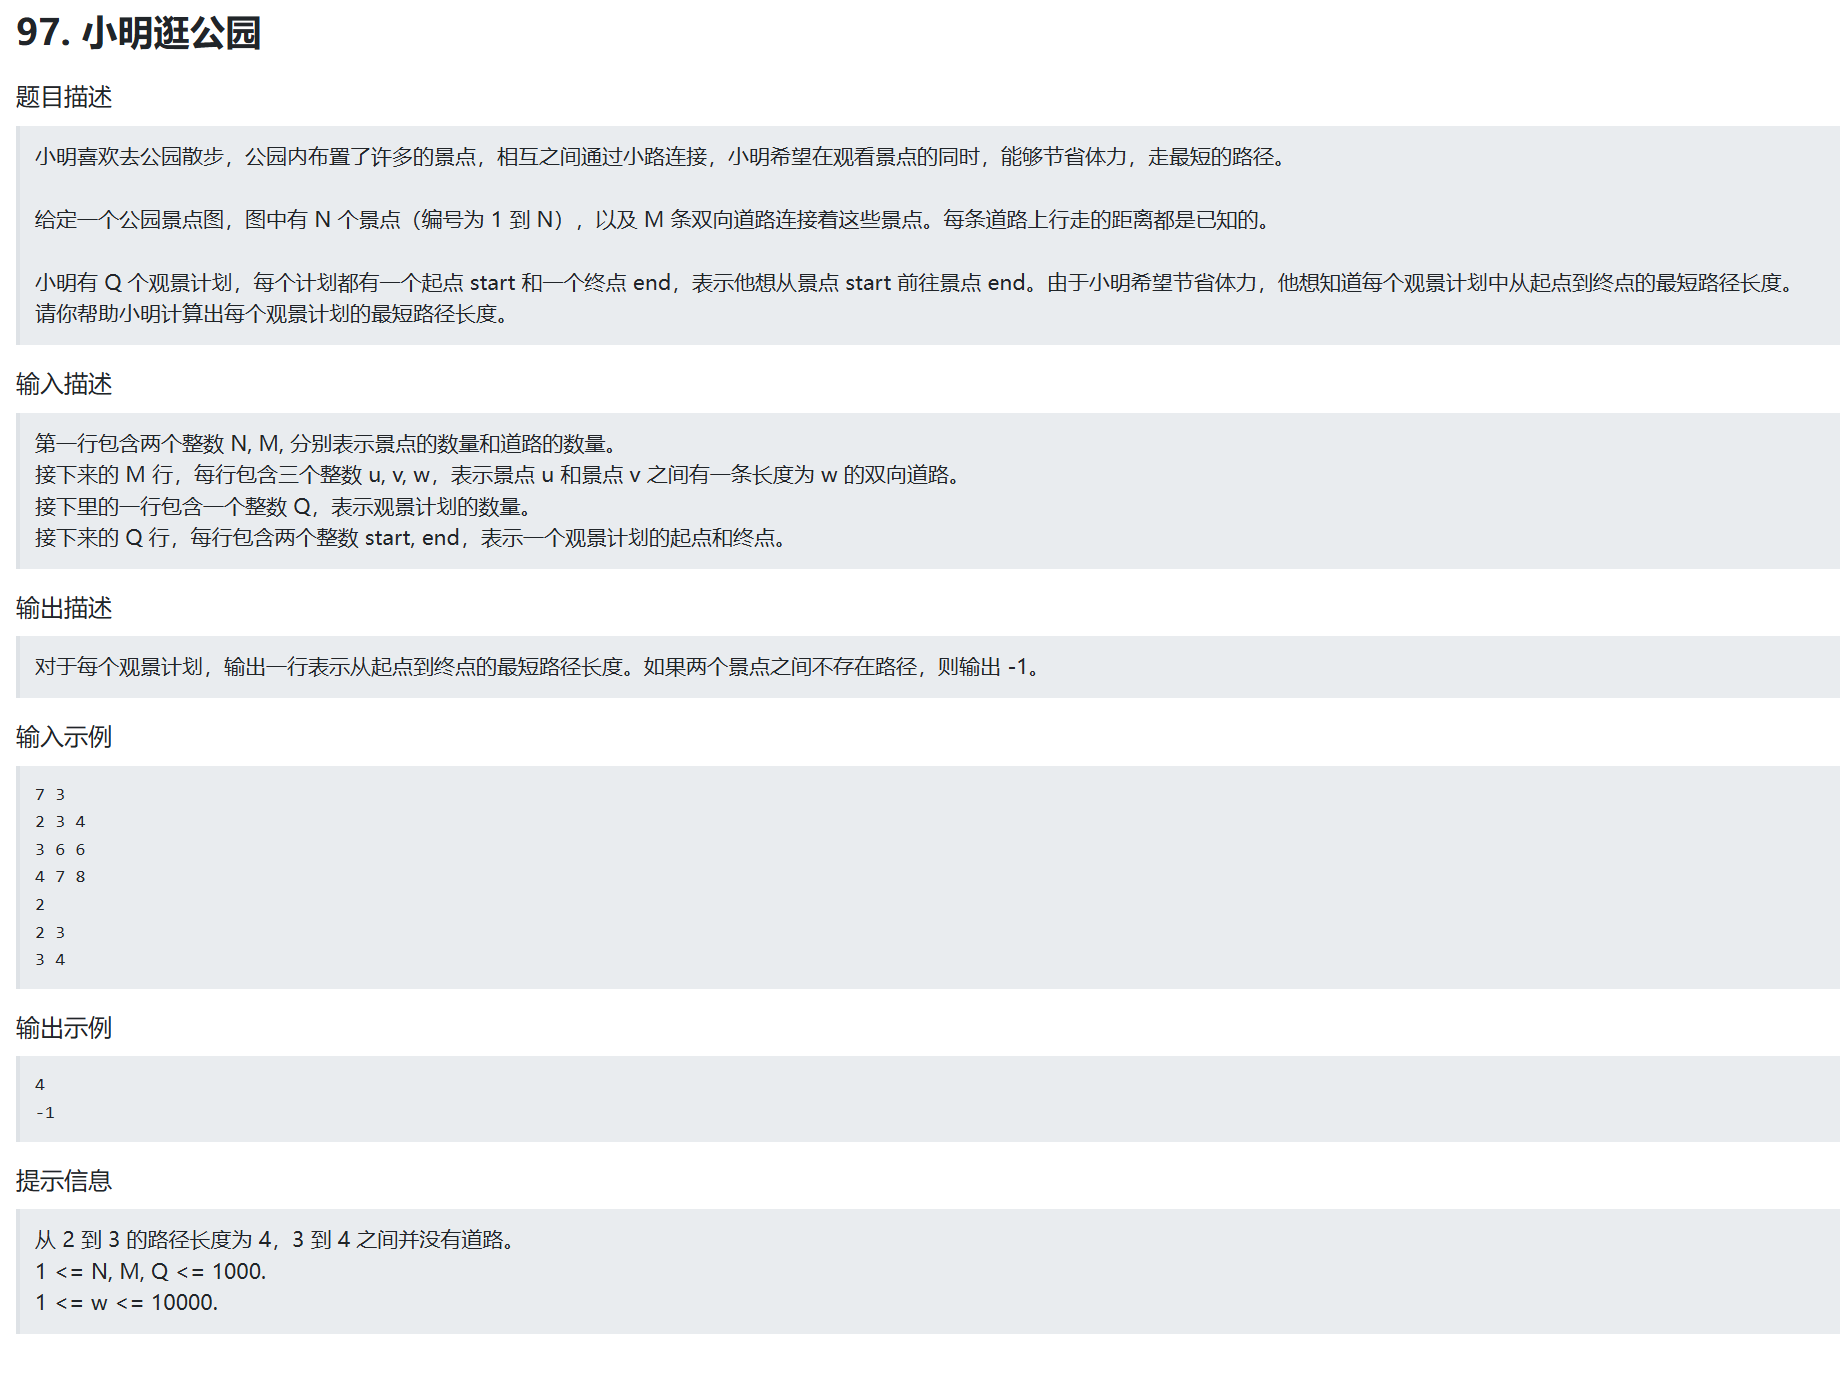 97. 小明逛公园
题目描述
小明喜欢去公园散步，公园内布置了许多的景点，相互之间通过小路连接，小明希望在观看景点的同时，能够节省体力，走最短的路径。
给定一个公园景点图，图中有 N 个景点（编号为 1 到 N），以及 M 条双向道路连接着这些景点。每条道路上行走的距离都是已知的。
小明有 Q 个观景计划，每个计划都有一个起点 start 和一个终点 end，表示他想从景点 start 前往景点 end。由于小明希望节省体力，他想知道每个观景计划中从起点到终点的最短路径长度。
请你帮助小明计算出每个观景计划的最短路径长度。
输入描述
第一行包含两个整数 N, M, 分别表示景点的数量和道路的数量。
接下来的 M 行，每行包含三个整数 u, v, w，表示景点 u 和景点 v 之间有一条长度为 w 的双向道路。
接下里的一行包含一个整数 Q，表示观景计划的数量。
接下来的 Q 行，每行包含两个整数 start, end，表示一个观景计划的起点和终点。
输出描述
对于每个观景计划，输出一行表示从起点到终点的最短路径长度。如果两个景点之间不存在路径，则输出 -1。
输入示例
7 3
2 3 4
3 6 6
4 7 8
2
2 3
3 4
输出示例
4
-1
提示信息
从 2 到 3 的路径长度为 4，3 到 4 之间并没有道路。
1 <= N, M, Q <= 1000.
1 <= w <= 10000.